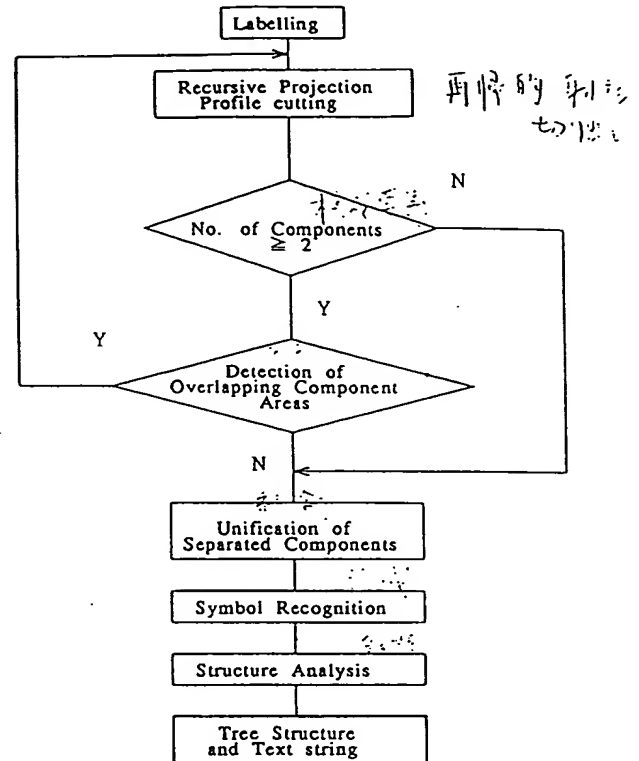 Labelling
Recursive Projection
Profile cutting
N
No. of Components
≧ 2
Y
Y
Detection of
Overlapping Component
Areas
N
Unification of
Separated Components
Symbol Recognition
Structure Analysis
Tree Structure
and Text string